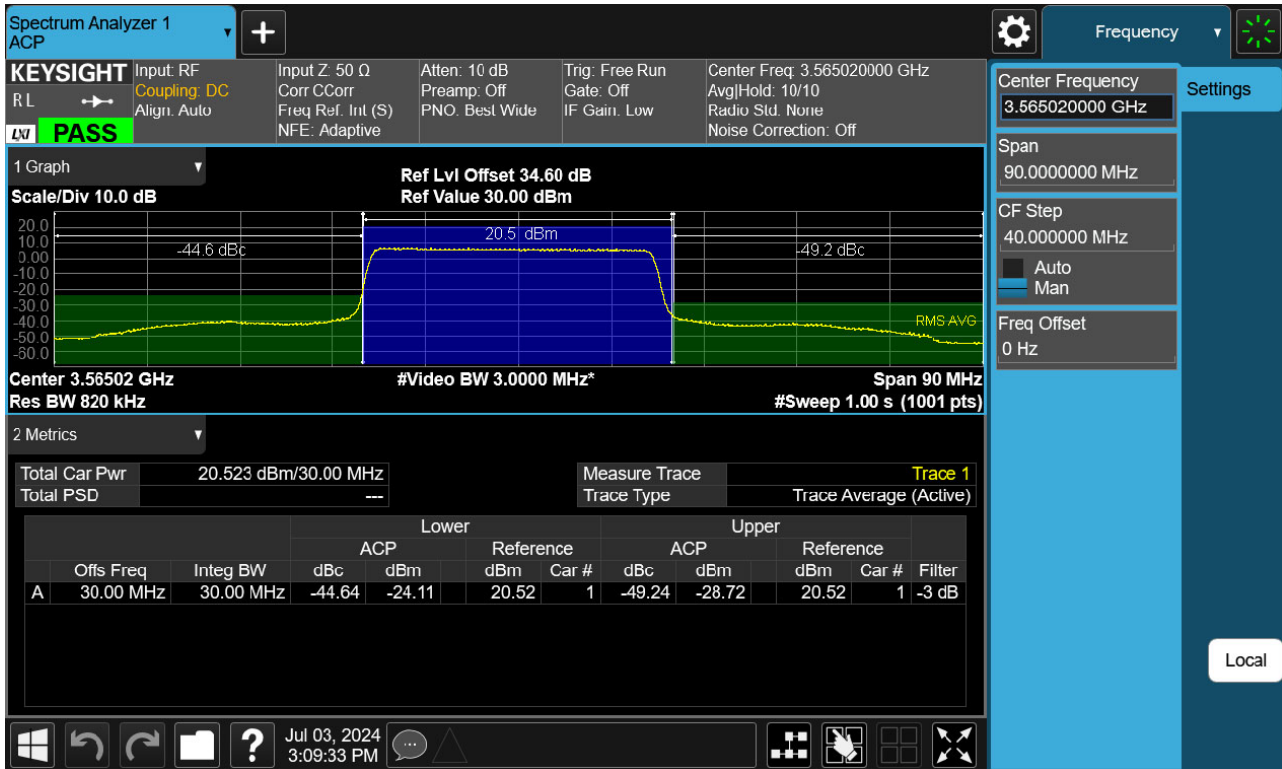 Spectrum Analyzer 1
ACP
+
Frequency
KEYSIGHT
R L
LXI
PASS
Input: RF
Coupling: DC
Align: Auto
Input Z: 50 Ω
Corr CCorr
Freq Ref: Int (S)
NFE: Adaptive
Atten: 10 dB
Preamp: Off
PNO: Best Wide
Trig: Free Run
Gate: Off
IF Gain: Low
Center Freq: 3.565020000 GHz
Avg|Hold: 10/10
Radio Std: None
Noise Correction: Off
Center Frequency
3.565020000 GHz
Settings
Span
90.0000000 MHz
CF Step
40.000000 MHz
Auto
Man
Freq Offset
0 Hz
1 Graph
Scale/Div 10.0 dB
Ref Lvl Offset 34.60 dB
Ref Value 30.00 dBm
20.0
10.0
0.00
-10.0
-20.0
-30.0
-40.0
-50.0
-60.0
-44.6 dBc
20.5 dBm
-49.2 dBc
RMS AVG
Center 3.56502 GHz
#Video BW 3.0000 MHz*
Span 90 MHz
Res BW 820 kHz
#Sweep 1.00 s (1001 pts)
2 Metrics
Total Car Pwr 20.523 dBm/30.00 MHz
Total PSD ---
Measure Trace Trace 1
Trace Type Trace Average (Active)
Lower Upper
ACP Reference ACP Reference
Offs Freq Integ BW dBc dBm dBm Car # dBc dBm dBm Car # Filter
A 30.00 MHz 30.00 MHz -44.64 -24.11 20.52 1 -49.24 -28.72 20.52 1 -3 dB
Local
?
Jul 03, 2024
3:09:33 PM